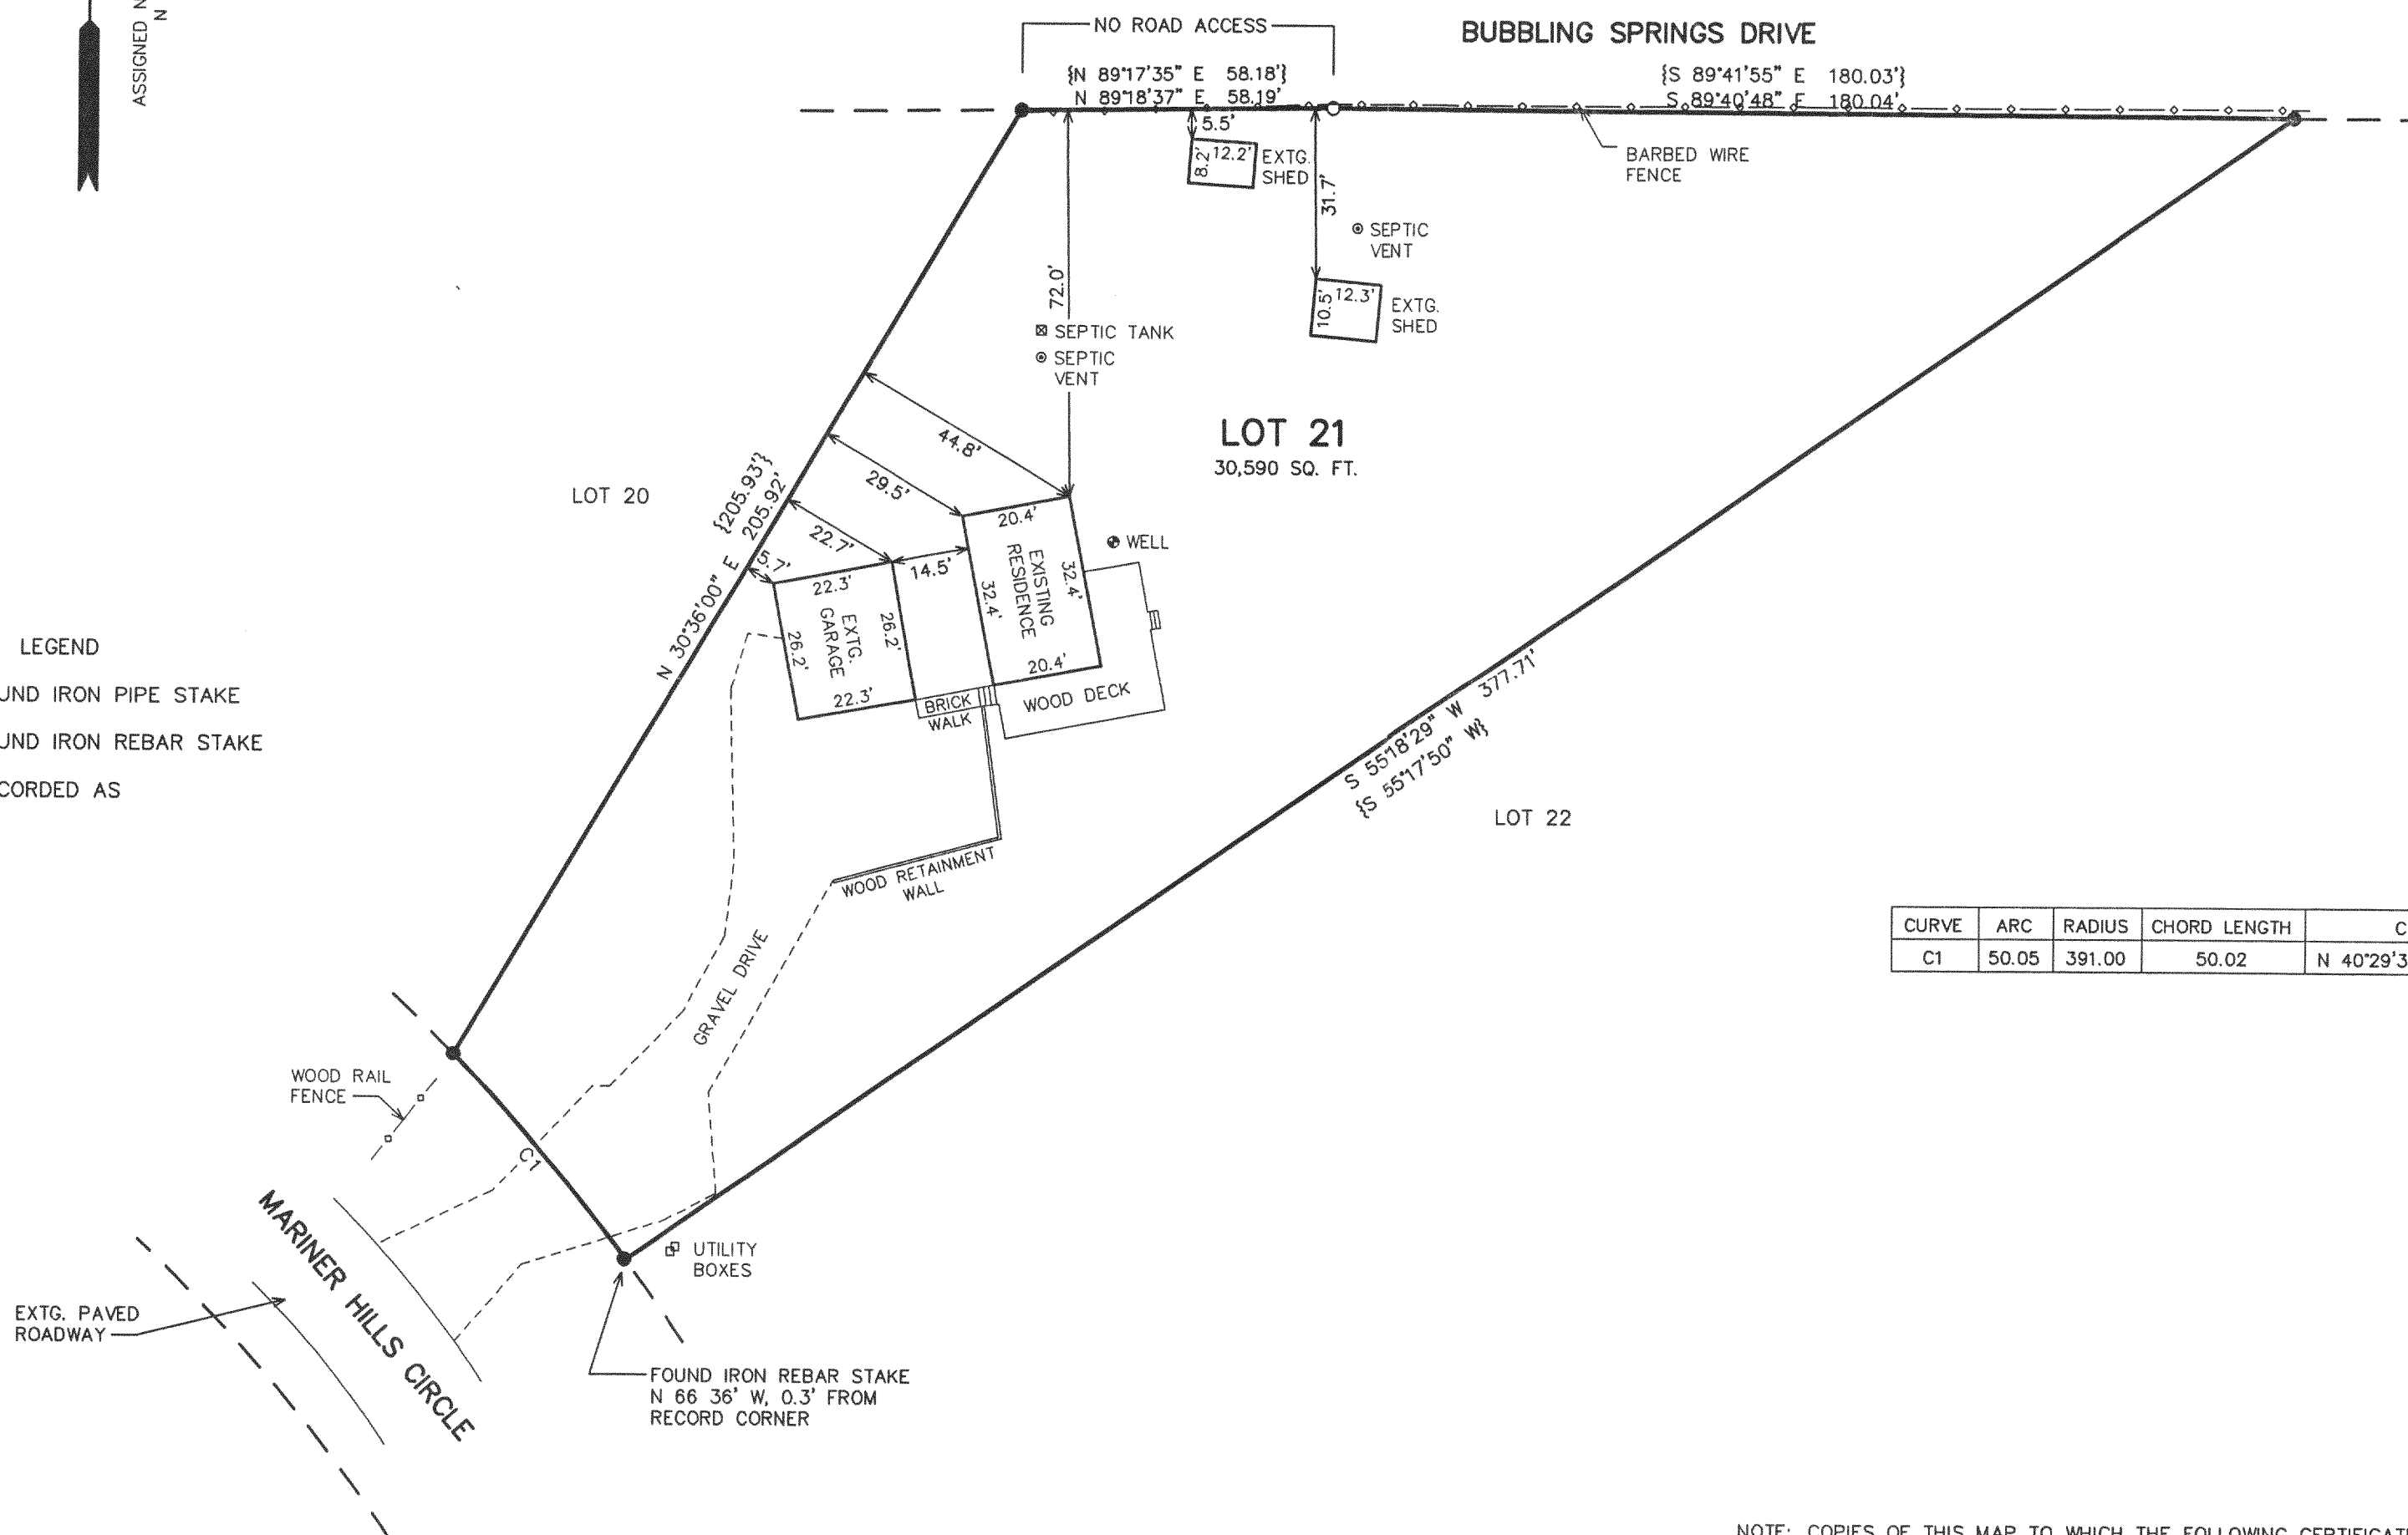 ASSIGNED N
N
NO ROAD ACCESS
BUBBLING SPRINGS DRIVE
{N 89°17'35" E 58.18'}
N 89°18'37" E 58.19'
{S 89°41'55" E 180.03'}
S 89°40'48" E 180.04'
5.5'
8.2'
12.2'
EXTG.
SHED
BARBED WIRE
FENCE
31.7'
SEPTIC
VENT
10.5'
12.3'
EXTG.
SHED
72.0'
SEPTIC TANK
SEPTIC
VENT
LOT 21
30,590 SQ. FT.
44.8'
29.5'
22.7'
5.7'
LOT 20
{205.93'}
N 30°36'00" E 205.92'
20.4'
EXISTING
RESIDENCE
32.4'
32.4'
20.4'
WELL
14.5'
22.3'
EXTG.
GARAGE
26.2'
26.2'
22.3'
BRICK
WALK
WOOD DECK
LEGEND
UND IRON PIPE STAKE
UND IRON REBAR STAKE
CORDED AS
S 55°18'29" W 377.71'
{S 55°17'50" W}
LOT 22
WOOD RETAINMENT
WALL
GRAVEL DRIVE
CURVE ARC RADIUS CHORD LENGTH C
C1 50.05 391.00 50.02 N 40°29'3
WOOD RAIL
FENCE
C1
MARINER HILLS CIRCLE
UTILITY
BOXES
EXTG. PAVED
ROADWAY
FOUND IRON REBAR STAKE
N 66 36' W, 0.3' FROM
RECORD CORNER
NOTE: COPIES OF THIS MAP TO WHICH THE FOLLOWING CERTIFICAT